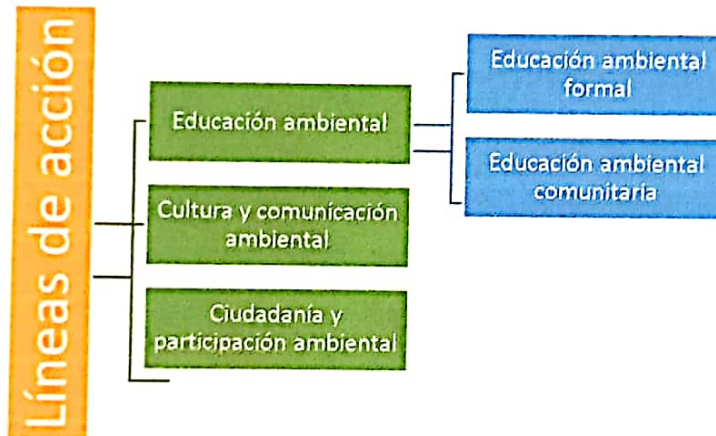 Líneas de acción
Educación ambiental
Cultura y comunicación
ambiental
Ciudadanía y
participación ambiental
Educación ambiental
formal
Educación ambiental
comunitaria